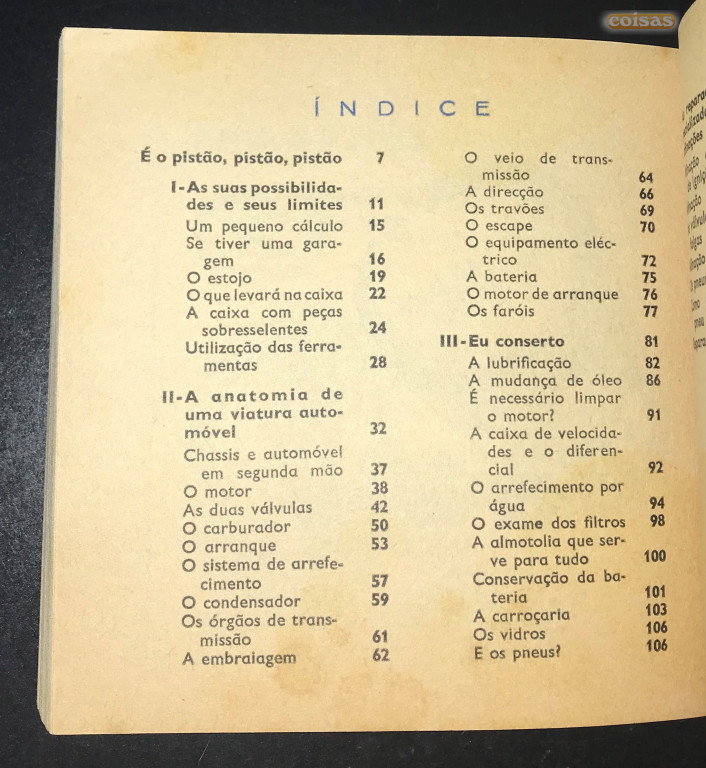 coisas
ÍNDICE
É o pistão, pistão, pistão 7
I-As suas possibilida-
des e seus limites 11
Um pequeno cálculo 15
Se tiver uma gara-
gem 16
O estojo 19
O que levará na caixa 22
A caixa com peças
sobresselentes 24
Utilização das ferra-
mentas 28
II-A anatomia de
uma viatura auto-
móvel 32
Chassis e automóvel
em segunda mão 37
O motor 38
As duas válvulas 42
O carburador 50
O arranque 53
O sistema de arrefe-
cimento 57
O condensador 59
Os órgãos de trans-
missão 61
A embraiagem 62
O veio de trans-
missão 64
A direcção 66
Os travões 69
O escape 70
O equipamento eléc-
trico 72
A bateria 75
O motor de arranque 76
Os faróis 77
III-Eu conserto 81
A lubrificação 82
A mudança de óleo 86
É necessário limpar
o motor? 91
A caixa de velocida-
des e o diferen-
cial 92
O arrefecimento por
água 94
O exame dos filtros 98
A almotolia que ser-
ve para tudo 100
Conservação da ba-
teria 101
A carroçaria 103
Os vidros 106
E os pneus? 106